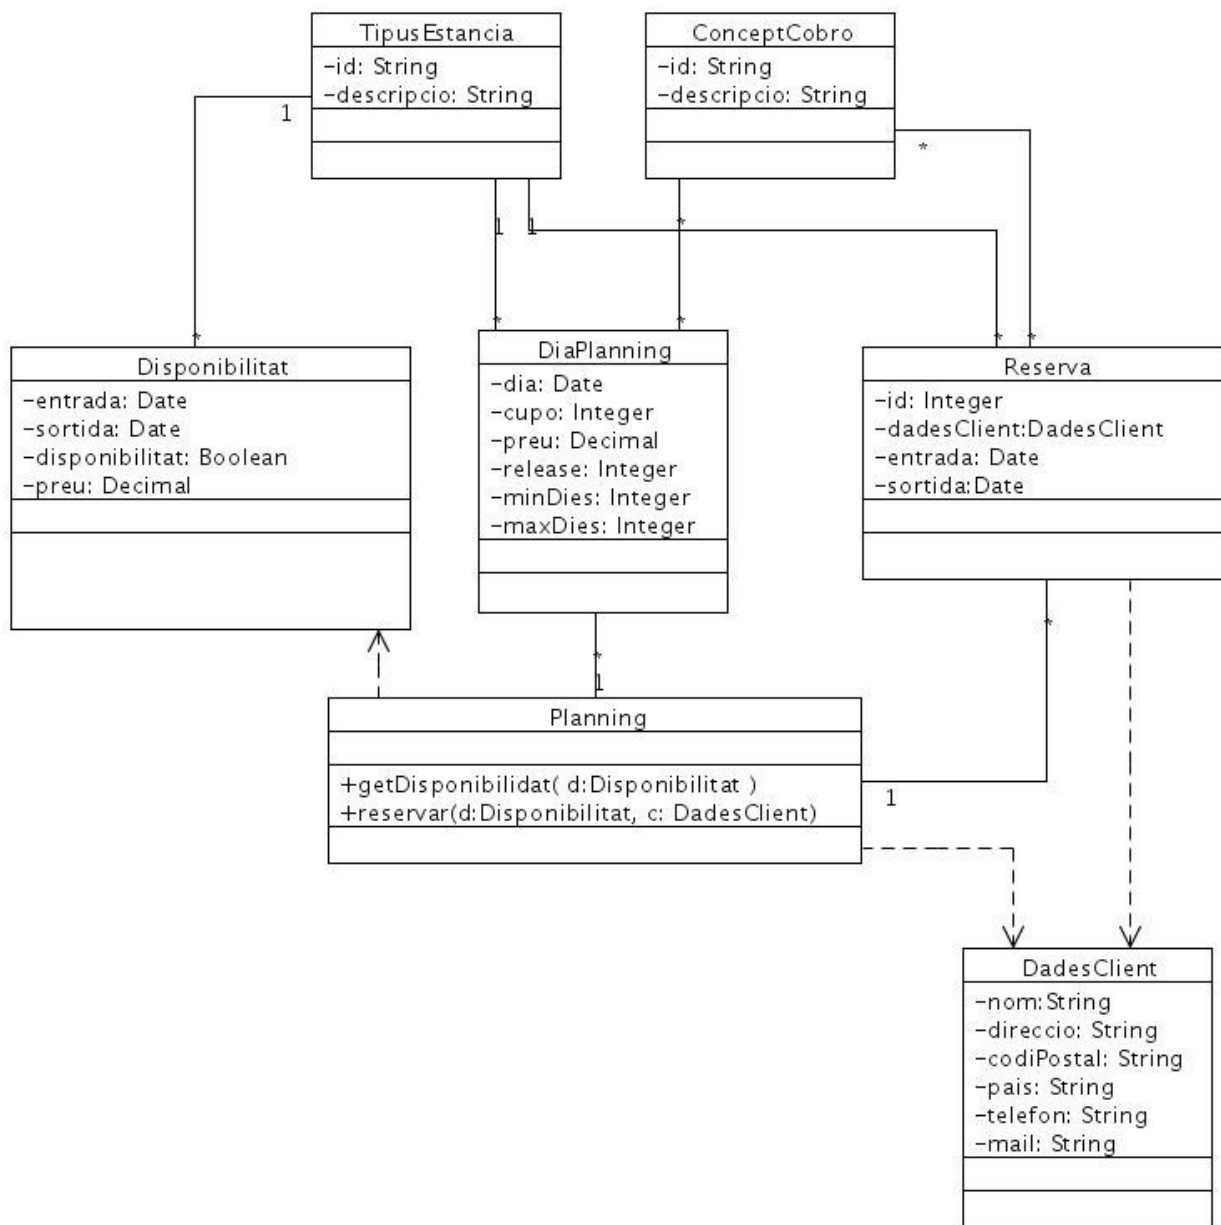 TipusEstancia
-id: String
-descripcio: String
1
1
1
ConceptCobro
-id: String
-descripcio: String
*
*
*
*
*
*
*
Disponibilitat
-entrada: Date
-sortida: Date
-disponibilitat: Boolean
-preu: Decimal
DiaPlanning
-dia: Date
-cupo: Integer
-preu: Decimal
-release: Integer
-minDies: Integer
-maxDies: Integer
Reserva
-id: Integer
-dadesClient:DadesClient
-entrada: Date
-sortida:Date
*
*
1
Planning
+getDisponibilidat( d:Disponibilitat )
+reservar(d:Disponibilitat, c: DadesClient)
1
DadesClient
-nom:String
-direccio: String
-codiPostal: String
-pais: String
-telefon: String
-mail: String